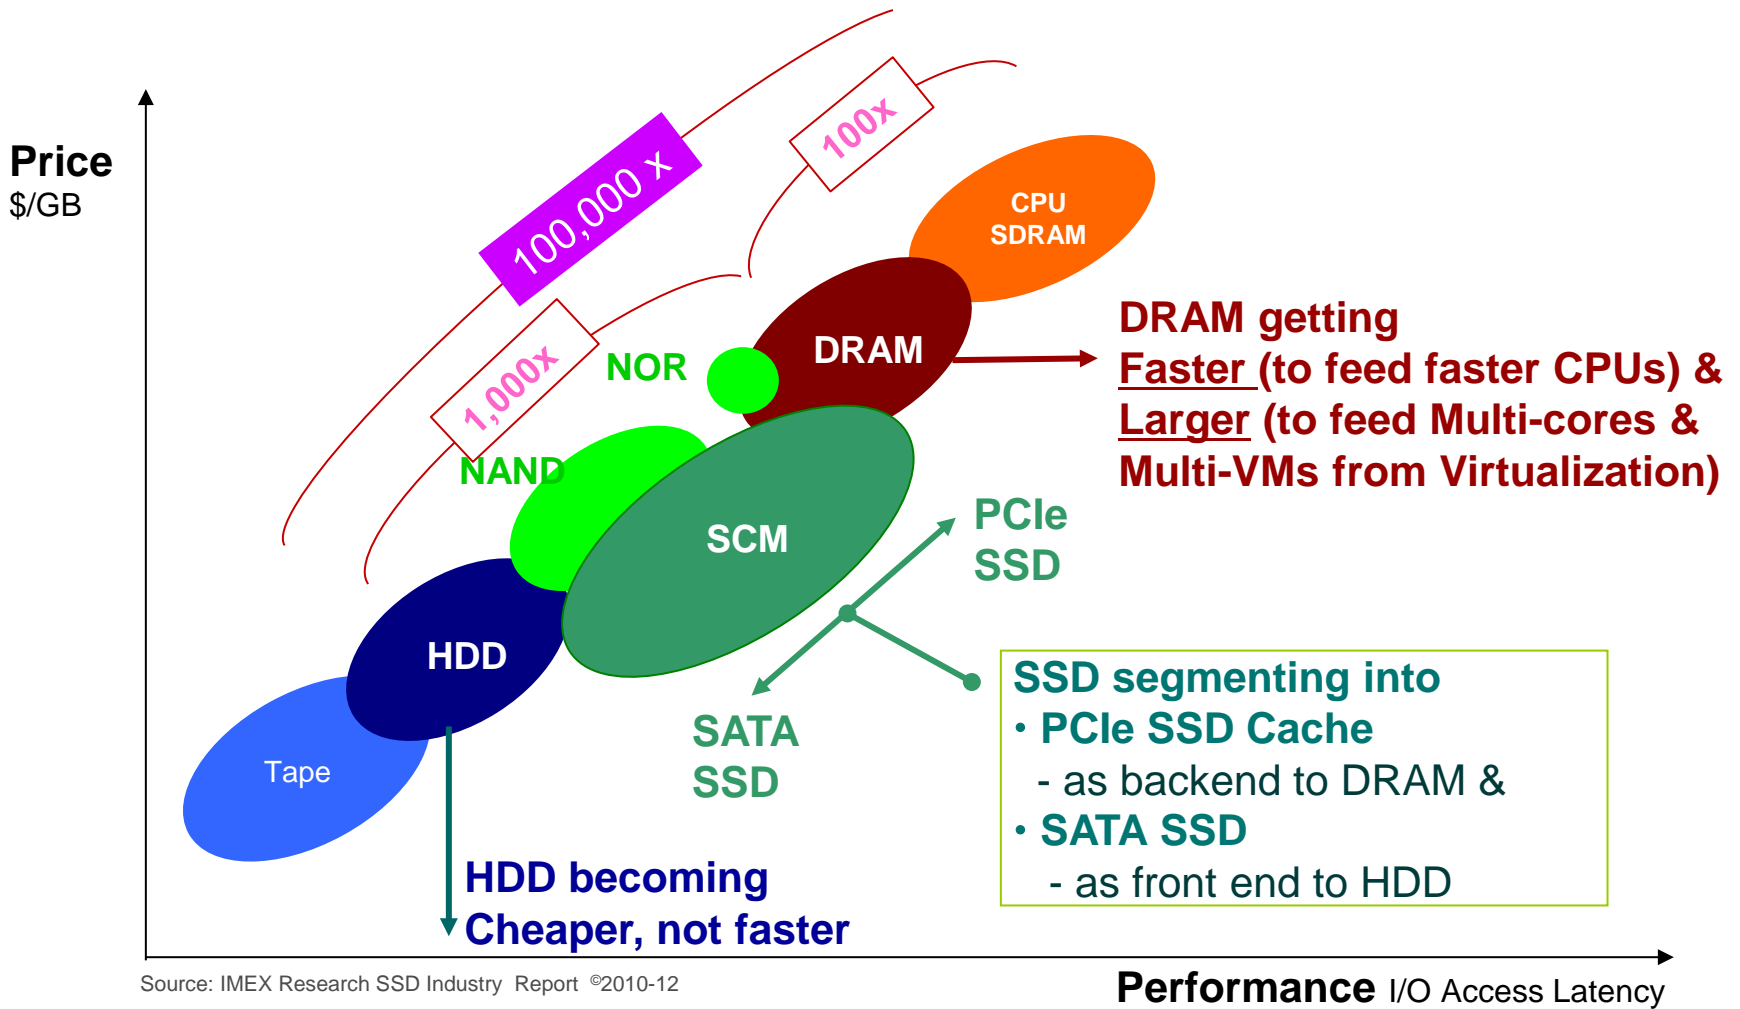 Price
$/GB
100,000 x
100x
1,000x
CPU
SDRAM
DRAM
NOR
NAND
SCM
HDD
Tape
DRAM getting
Faster (to feed faster CPUs) &
Larger (to feed Multi-cores &
Multi-VMs from Virtualization)
PCIe
SSD
SATA
SSD
SSD segmenting into
• PCIe SSD Cache
- as backend to DRAM &
• SATA SSD
- as front end to HDD
HDD becoming
Cheaper, not faster
Source: IMEX Research SSD Industry Report ©2010-12
Performance I/O Access Latency